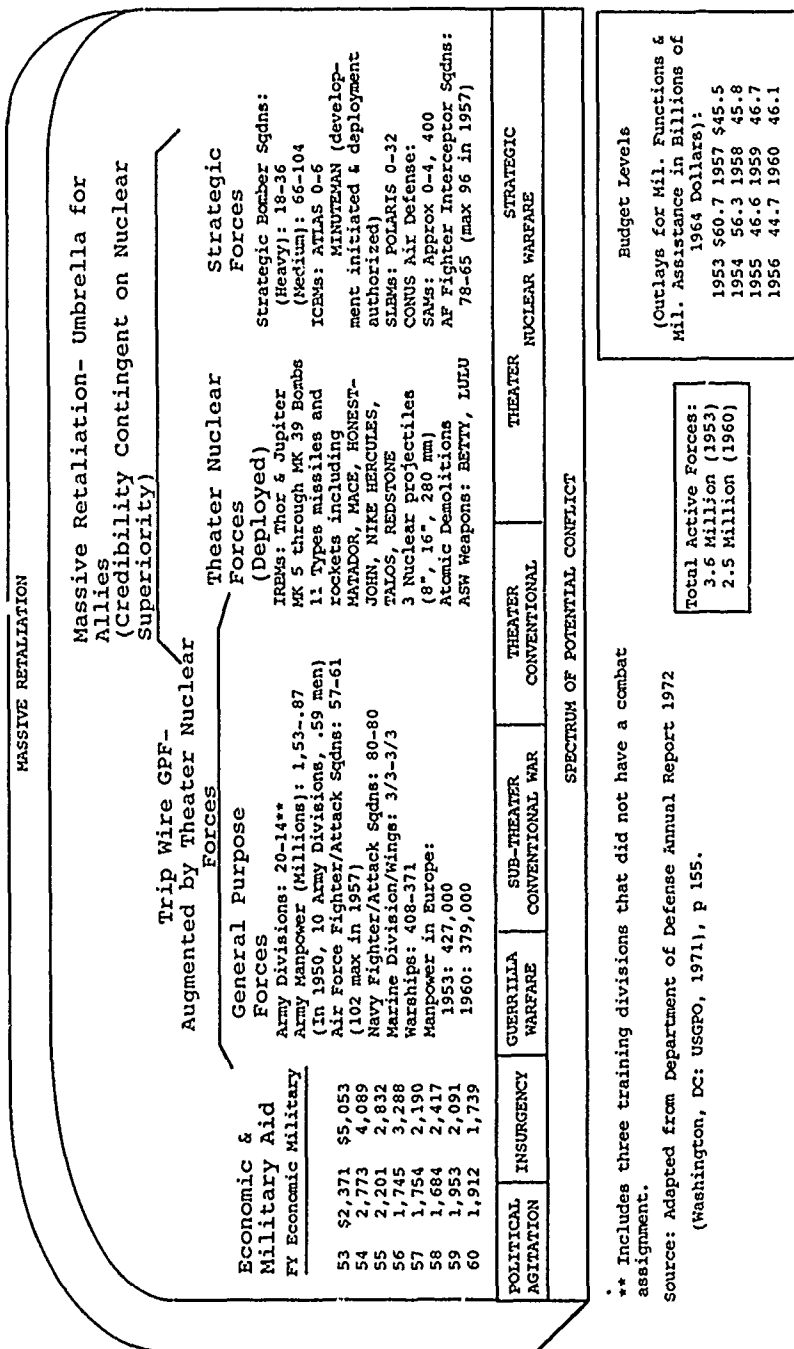 MASSIVE RETALIATION
Massive Retaliation- Umbrella for
Allies
(Credibility Contingent on Nuclear
Superiority)
Trip Wire GPF-
Augmented by Theater Nuclear
Forces
Economic &
Military Aid
FY Economic Military
53 $2,371 $5,053
54 2,773 4,089
55 2,201 2,832
56 1,745 3,288
57 1,754 2,190
58 1,684 2,417
59 1,953 2,091
60 1,912 1,739
General Purpose
Forces
Army Divisions: 20-14**
Army Manpower (Millions): 1,53-.87
(In 1950, 10 Army Divisions, .59 men)
Air Force Fighter/Attack Sqdns: 57-61
(102 max in 1957)
Navy Fighter/Attack Sqdns: 80-80
Marine Division/Wings: 3/3-3/3
Warships: 408-371
Manpower in Europe:
1953: 427,000
1960: 379,000
Theater Nuclear
Forces
(Deployed)
IREMs: Thor & Jupiter
MK 5 through MK 39 Bombs
11 Types missiles and
rockets including
MATADOR, MACE, HONEST-
JOHN, NIKE HERCULES,
TALOS, REDSTONE
3 Nuclear projectiles
(8", 16", 280 mm)
Atomic Demolitions
ASW Weapons: BETTY, LULU
Strategic
Forces
Strategic Bomber Sqdns:
(Heavy): 18-36
(Medium): 66-104
ICBMs: ATLAS 0-6
MINUTEMAN (develop-
ment initiated & deployment
authorized)
SLBMs: POLARIS 0-32
CONUS Air Defense:
SAMs: Approx 0-4, 400
AF Fighter Interceptor Sqdns:
78-65 (max 96 in 1957)
POLITICAL
AGITATION
INSURGENCY
GUERRILLA
WARFARE
SUB-THEATER
CONVENTIONAL WAR
THEATER
CONVENTIONAL
THEATER STRATEGIC
NUCLEAR WARFARE
SPECTRUM OF POTENTIAL CONFLICT
** Includes three training divisions that did not have a combat
assignment.
Source: Adapted from Department of Defense Annual Report 1972
(Washington, DC: USGPO, 1971), p 155.
Total Active Forces:
3.6 Million (1953)
2.5 Million (1960)
Budget Levels
(Outlays for Mil. Functions &
Mil. Assistance in Billions of
1964 Dollars):
1953 $60.7 1957 $45.5
1954 56.3 1958 45.8
1955 46.6 1959 46.7
1956 44.7 1960 46.1